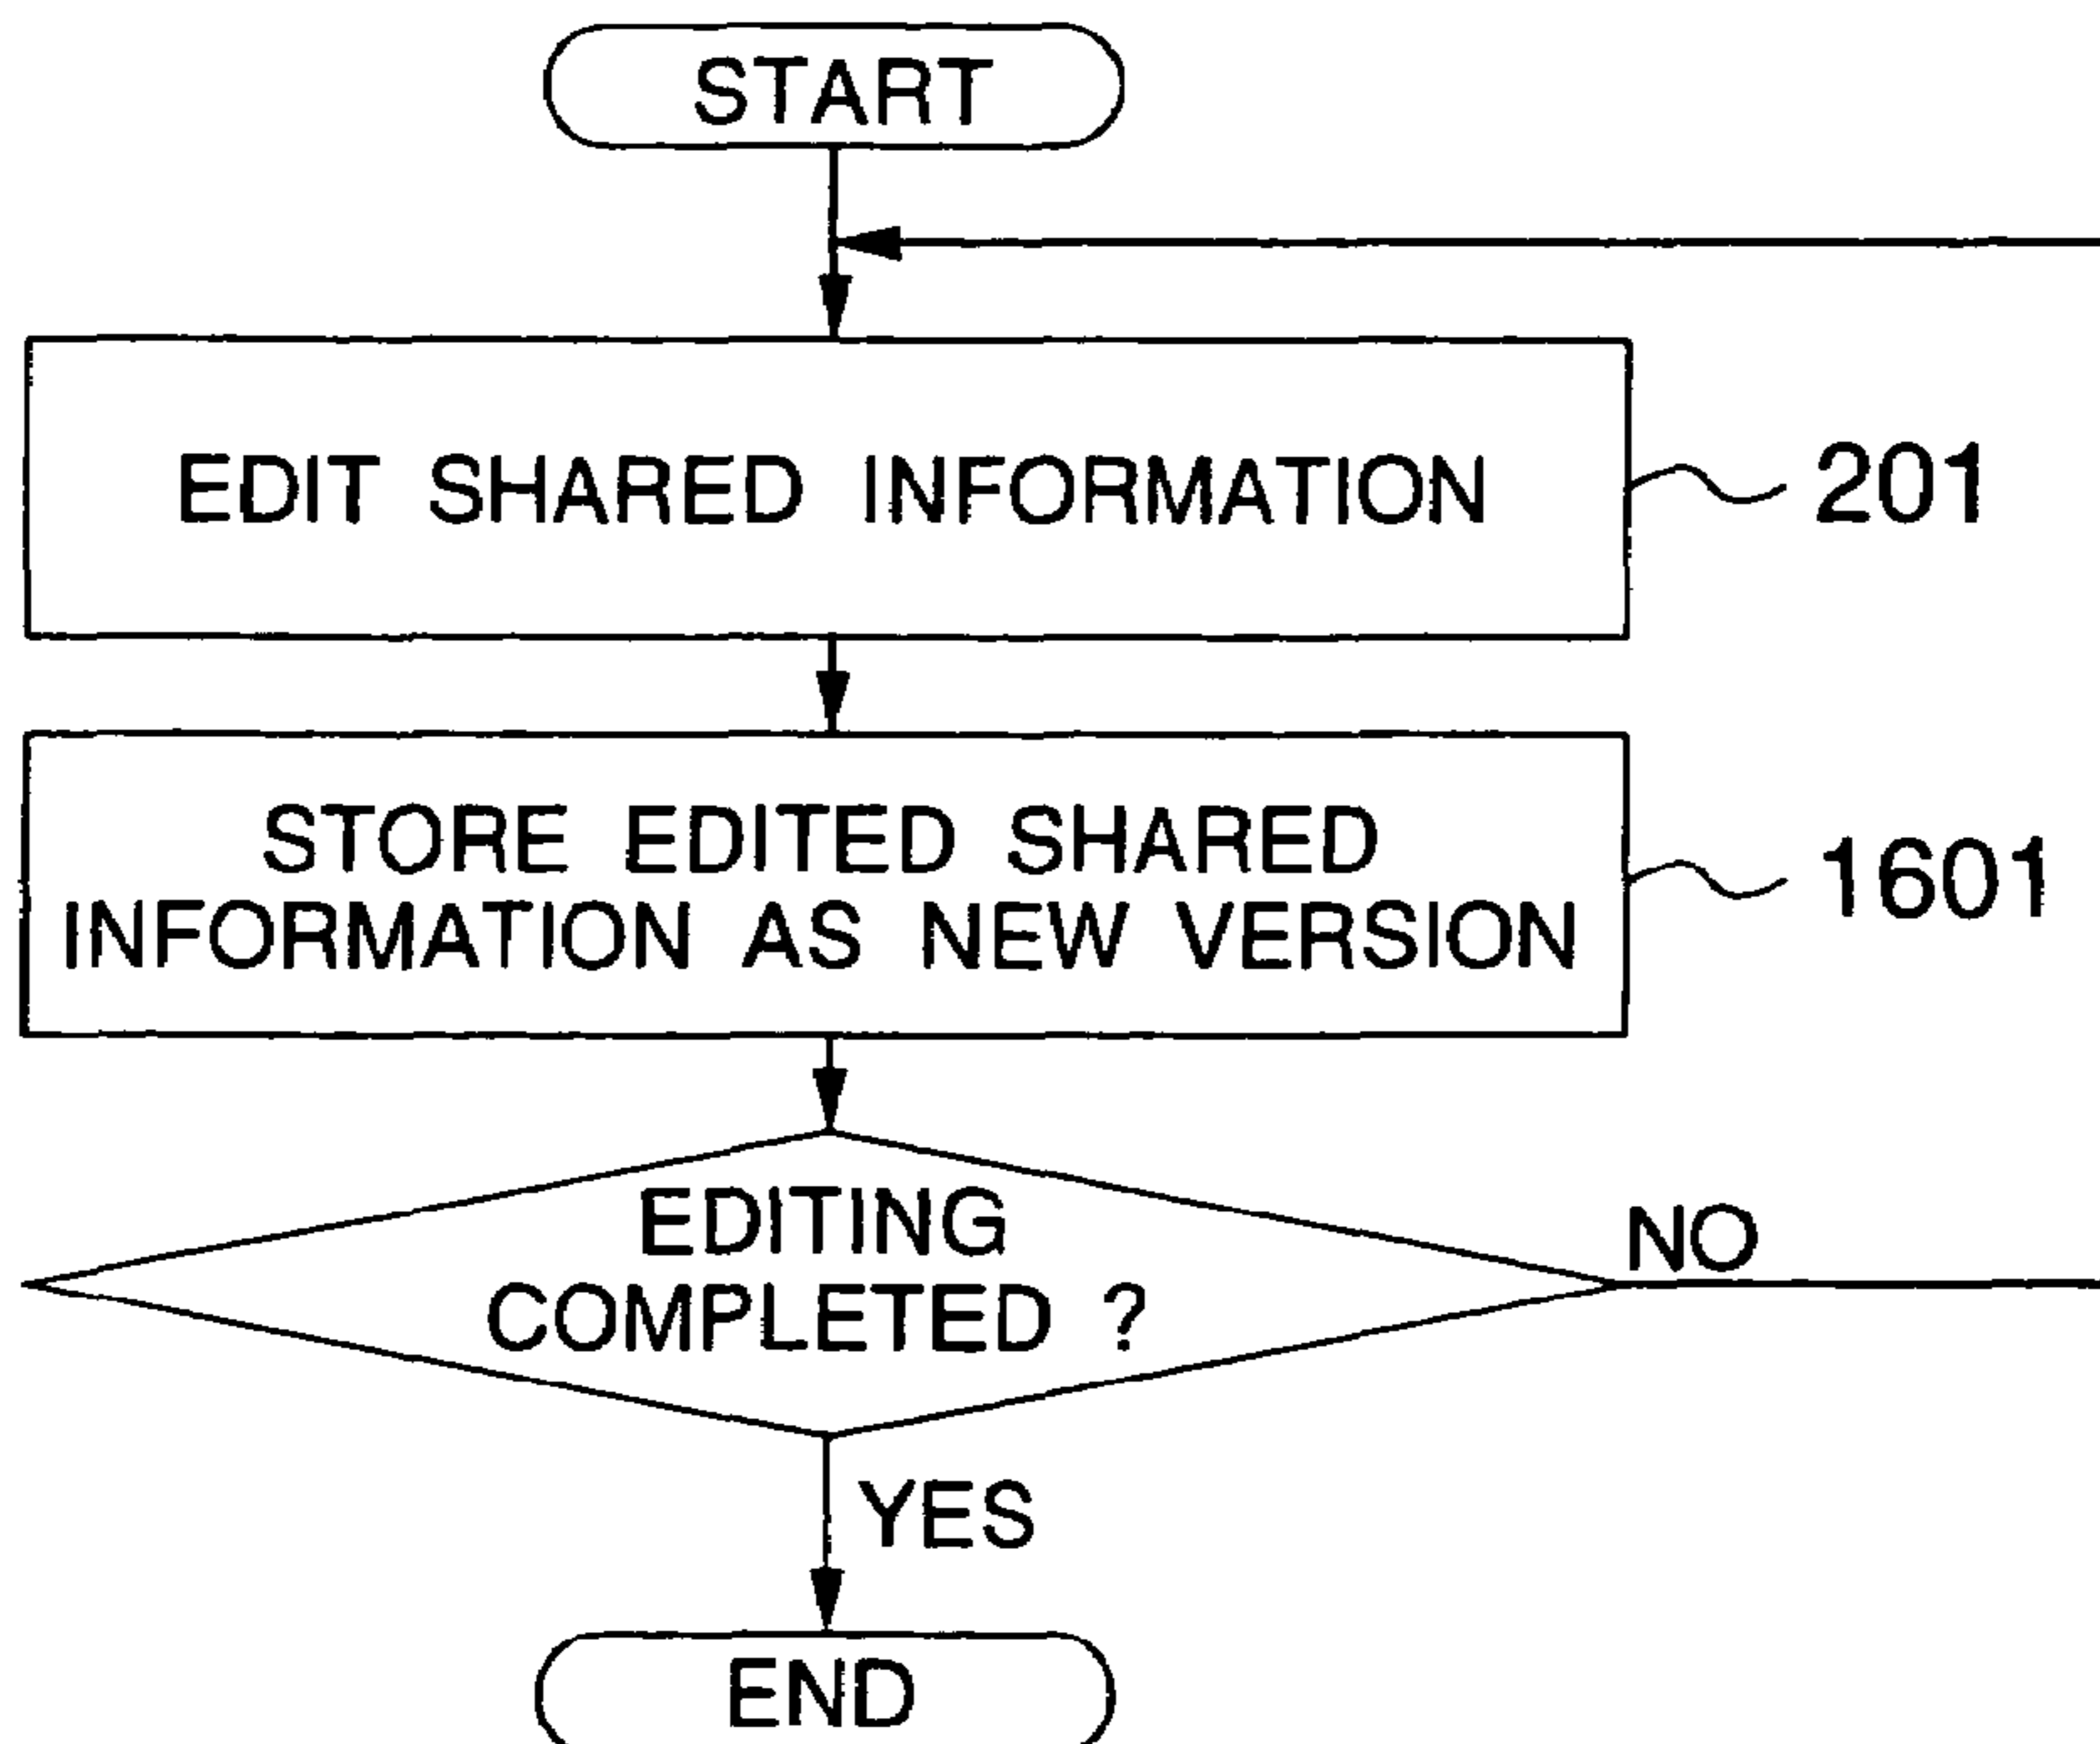 START
EDIT SHARED INFORMATION
201
STORE EDITED SHARED
INFORMATION AS NEW VERSION
1601
EDITING
COMPLETED ?
NO
YES
END